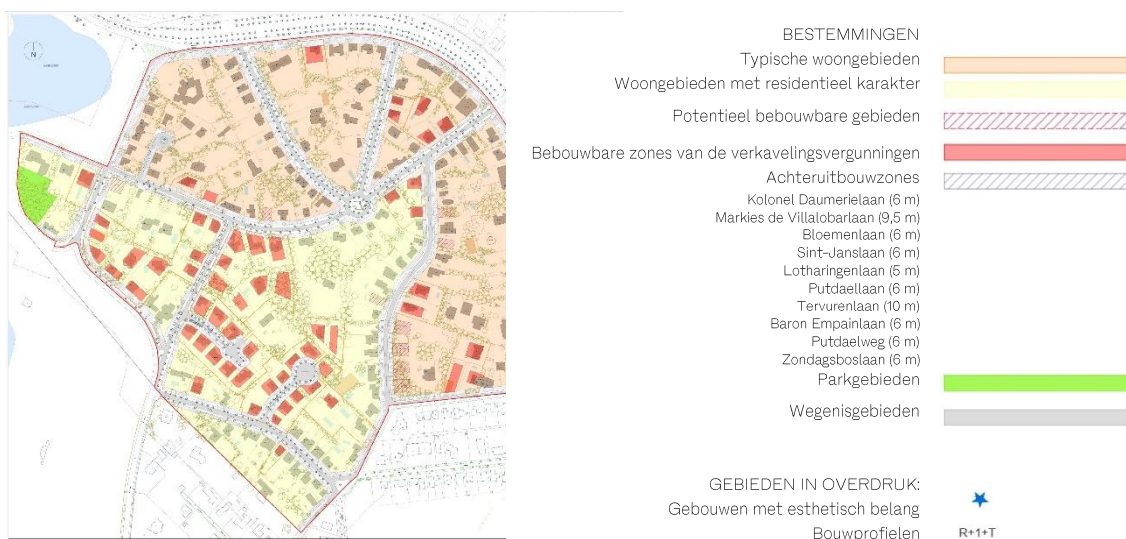 N
BESTEMMINGEN
Typische woongebieden
Woongebieden met residentieel karakter
Potentieel bebouwbare gebieden
Bebouwbare zones van de verkavelingsvergunningen
Achteruitbouwzones
Kolonel Daumerielaan (6 m)
Markies de Villalobarlaan (9,5 m)
Bloemenlaan (6 m)
Sint-Janslaan (6 m)
Lotharingenlaan (5 m)
Putdaellaan (6 m)
Tervurenlaan (10 m)
Baron Empainlaan (6 m)
Putdaelweg (6 m)
Zondagsboslaan (6 m)
Parkgebieden
Wegenisgebieden
GEBIEDEN IN OVERDRUK:
Gebouwen met esthetisch belang
Bouwprofielen R+1+T